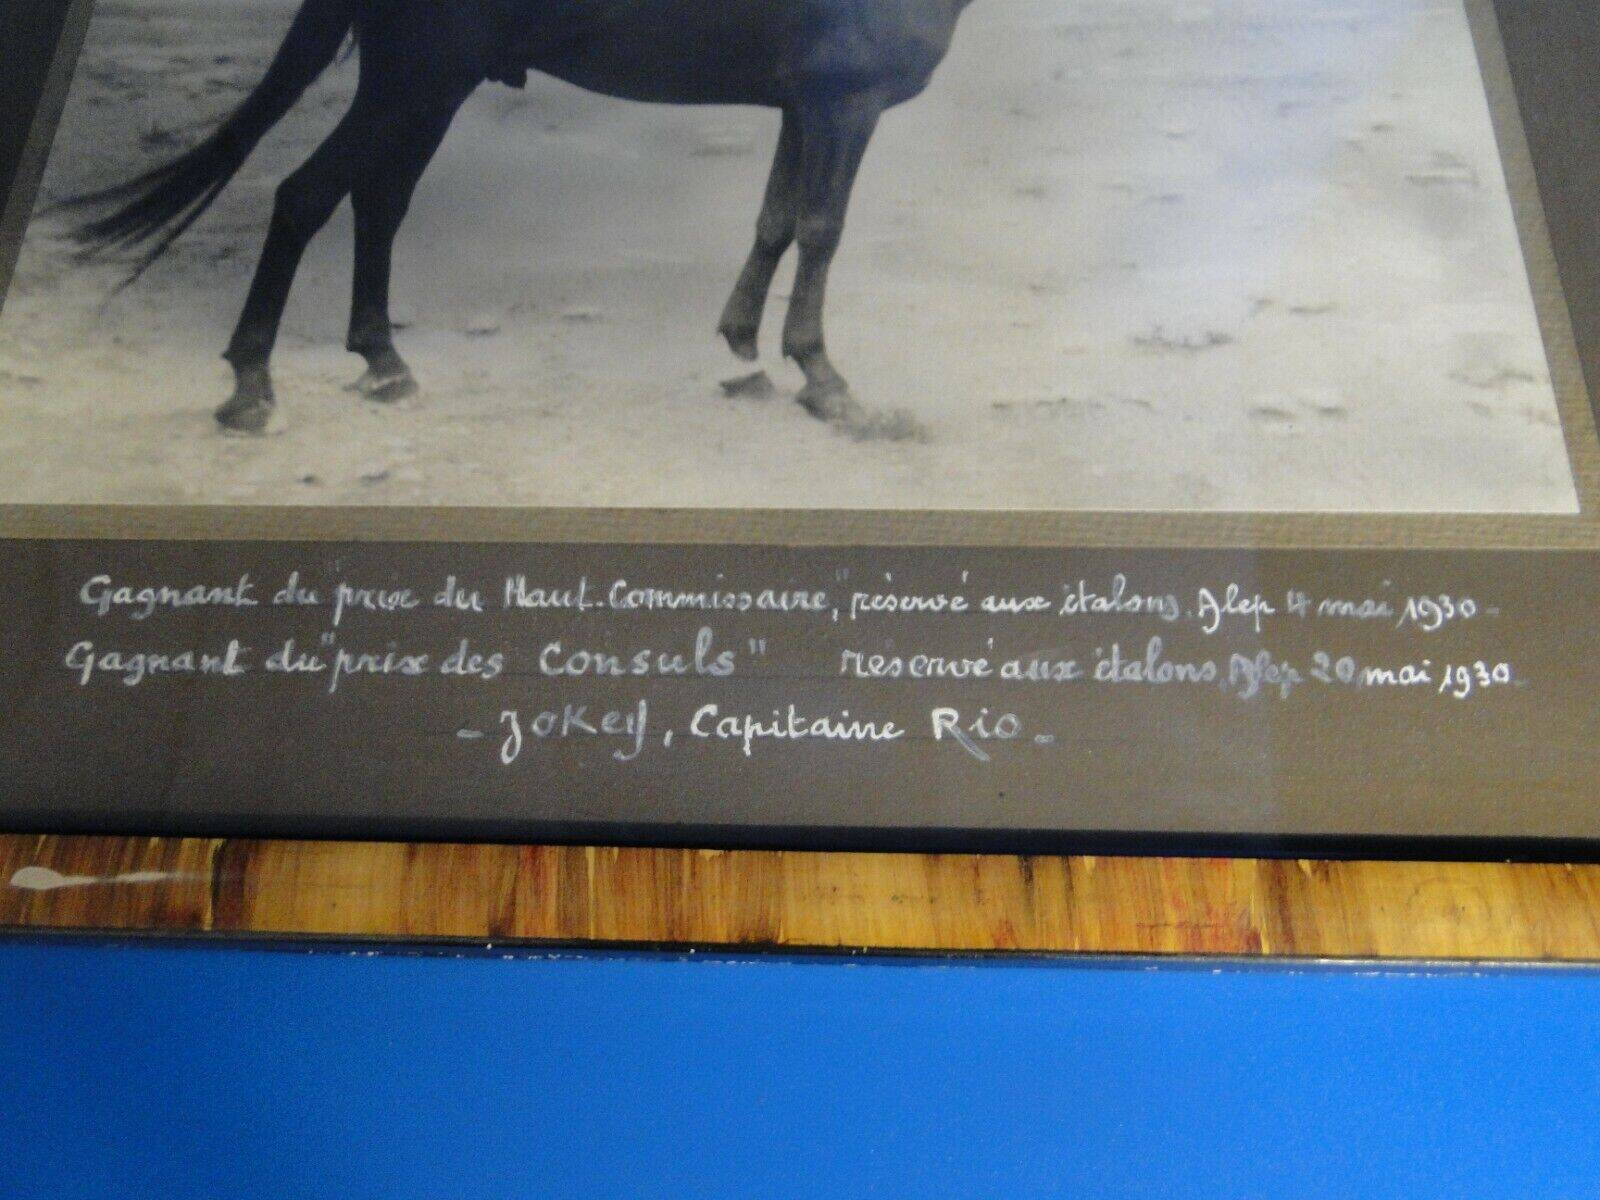 Gagnant du "prix du Haut-Commissaire," réservé aux étalons. Alep 4 mai 1930-
Gagnant du "prix des Consuls" réservé aux étalons, Alep 20 mai 1930-
- Jokey, Capitaine Rio -